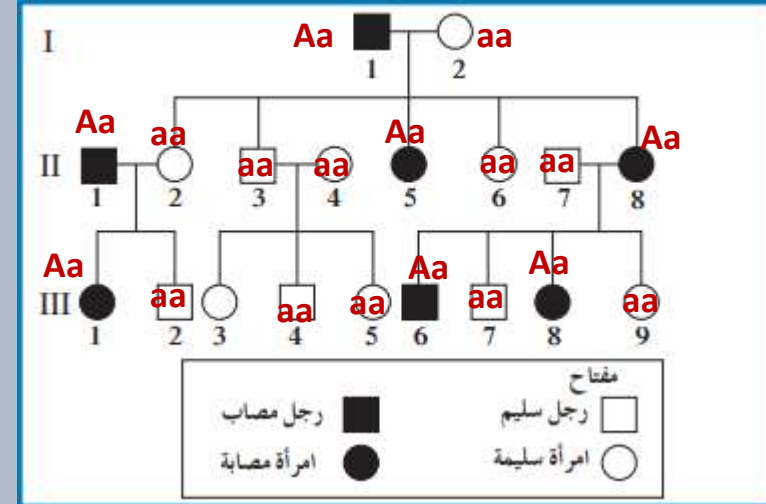 I Aa aa
1 2
Aa aa Aa Aa
II aa aa aa aa
1 2 3 4 5 6 7 8
Aa Aa Aa
III aa aa aa aa aa
1 2 3 4 5 6 7 8 9
مفتاح
رجل سليم رجل مصاب
امرأة سليمة امرأة مصابة